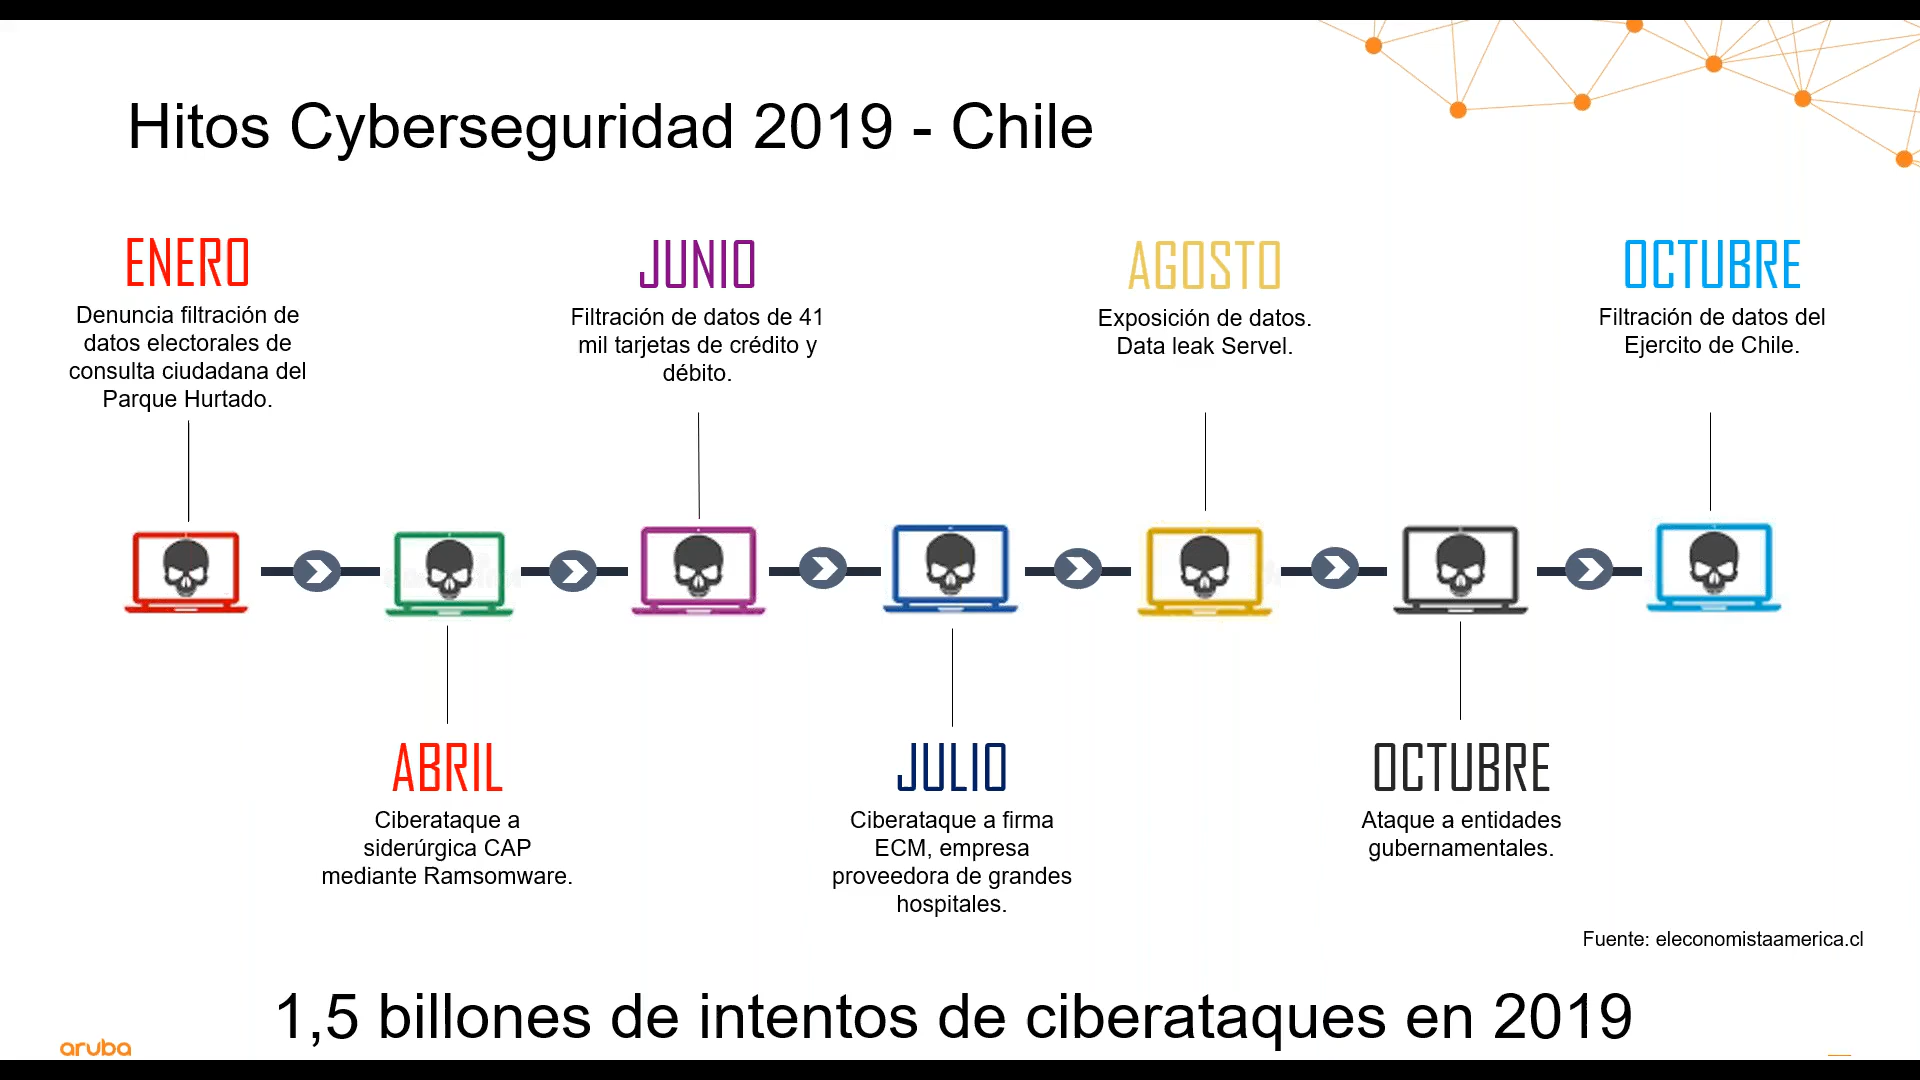 Hitos Cyberseguridad 2019 - Chile
ENERO
Denuncia filtración de
datos electorales de
consulta ciudadana del
Parque Hurtado.
JUNIO
Filtración de datos de 41
mil tarjetas de crédito y
débito.
AGOSTO
Exposición de datos.
Data leak Servel.
OCTUBRE
Filtración de datos del
Ejercito de Chile.
ABRIL
Ciberataque a
siderúrgica CAP
mediante Ramsomware.
JULIO
Ciberataque a firma
ECM, empresa
proveedora de grandes
hospitales.
OCTUBRE
Ataque a entidades
gubernamentales.
Fuente: eleconomistaamerica.cl
1,5 billones de intentos de ciberataques en 2019
aruba